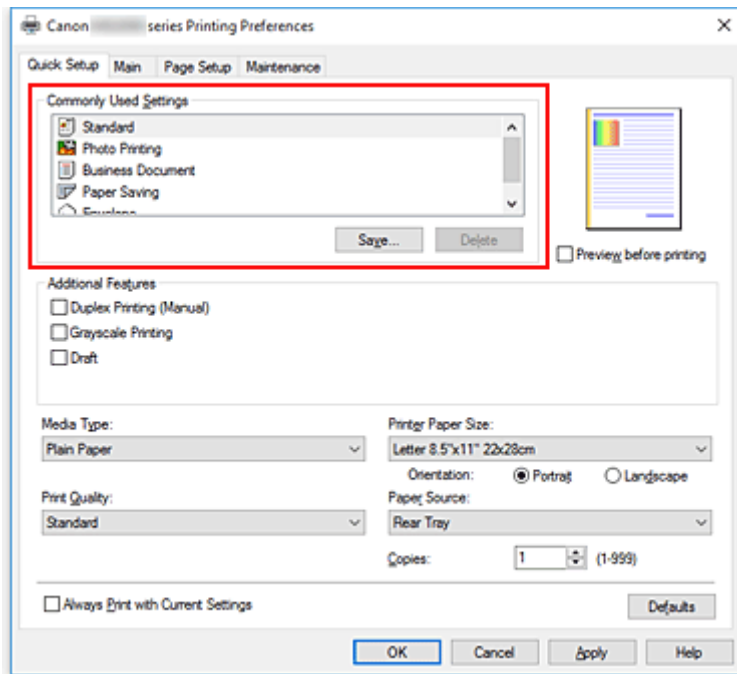 Canon series Printing Preferences
Quick Setup Main Page Setup Maintenance
Commonly Used Settings
Standard
Photo Printing
Business Document
Paper Saving
Envelope
Save... Delete
Preview before printing
Additional Features
Duplex Printing (Manual)
Grayscale Printing
Draft
Media Type:
Plain Paper
Printer Paper Size:
Letter 8.5"x11" 22x28cm
Orientation: Portrait Landscape
Print Quality:
Standard
Paper Source:
Rear Tray
Copies: 1 (1-999)
Always Print with Current Settings
Defaults
OK Cancel Apply Help